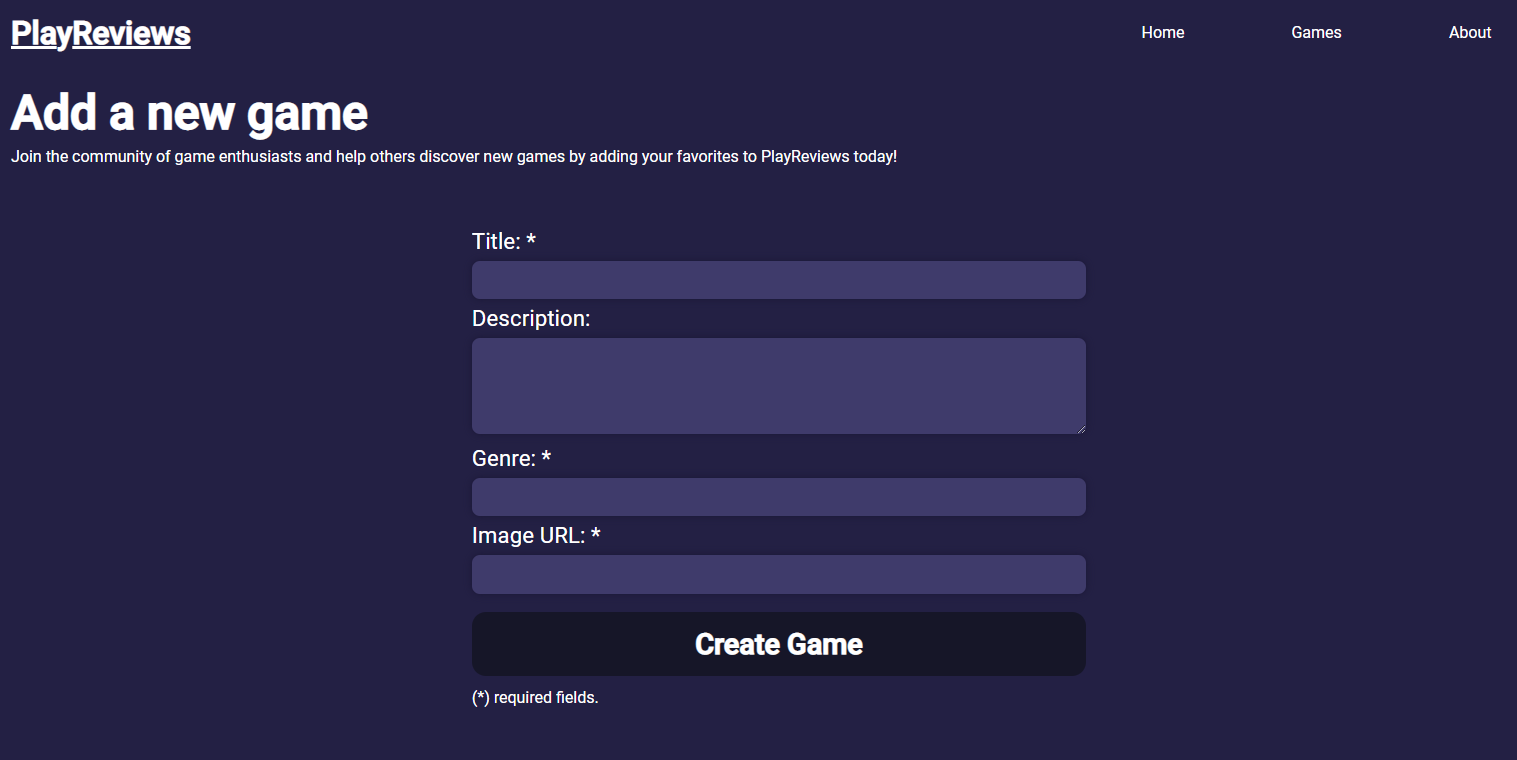 PlayReviews
Home Games About
Add a new game
Join the community of game enthusiasts and help others discover new games by adding your favorites to PlayReviews today!
Title: *
Description:
Genre: *
Image URL: *
Create Game
(*) required fields.